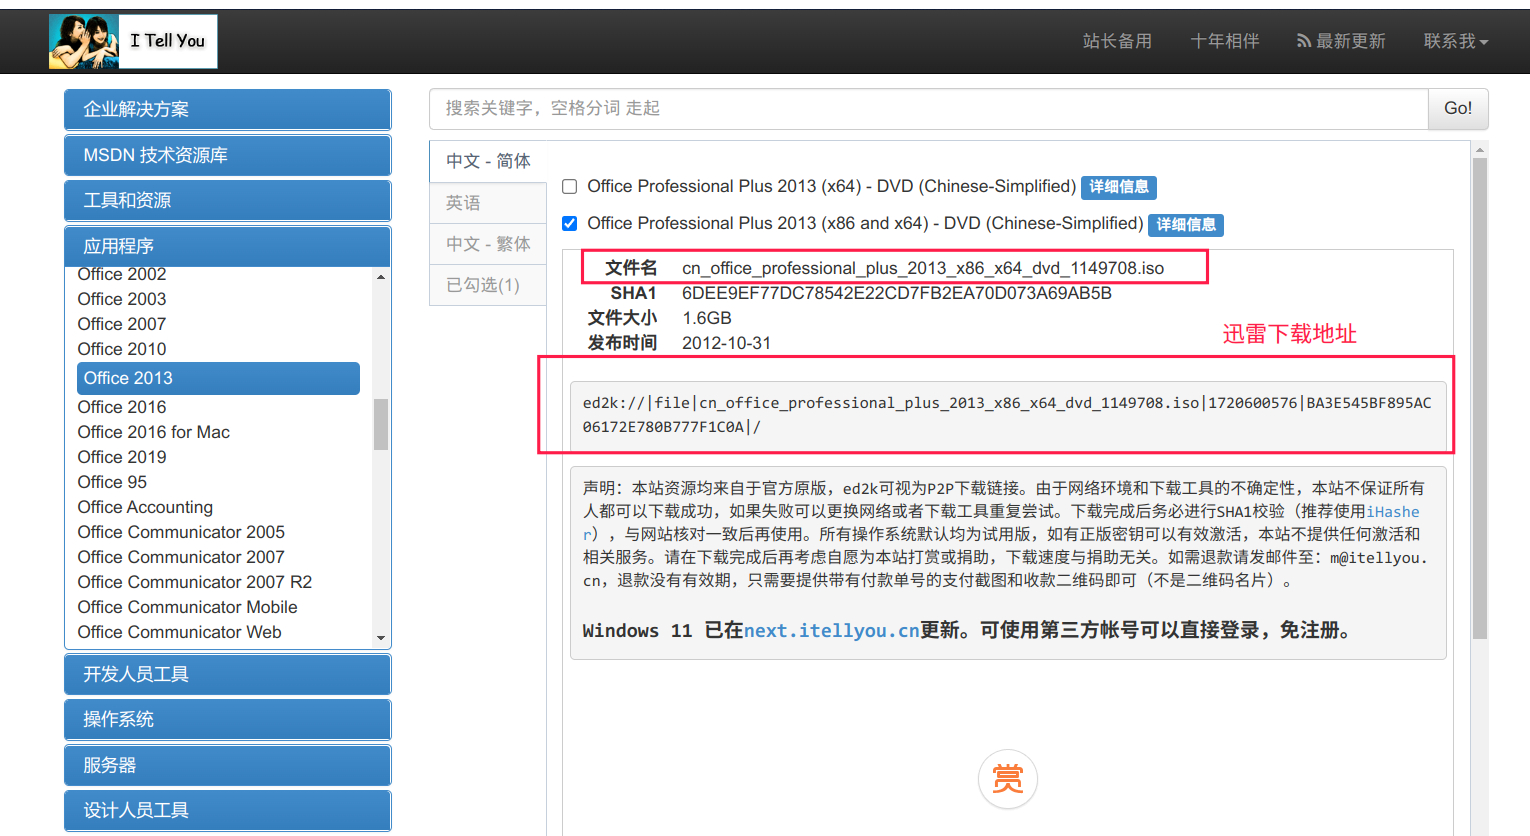 I Tell You
站长备用
十年相伴
最新更新
联系我
企业解决方案
MSDN 技术资源库
工具和资源
应用程序
Office 2002
Office 2003
Office 2007
Office 2010
Office 2013
Office 2016
Office 2016 for Mac
Office 2019
Office 95
Office Accounting
Office Communicator 2005
Office Communicator 2007
Office Communicator 2007 R2
Office Communicator Mobile
Office Communicator Web
开发人员工具
操作系统
服务器
设计人员工具
搜索关键字，空格分词 走起
Go!
中文 - 简体
英语
中文 - 繁体
已勾选(1)
Office Professional Plus 2013 (x64) - DVD (Chinese-Simplified) 详细信息
Office Professional Plus 2013 (x86 and x64) - DVD (Chinese-Simplified) 详细信息
文件名 cn_office_professional_plus_2013_x86_x64_dvd_1149708.iso
SHA1 6DEE9EF77DC78542E22CD7FB2EA70D073A69AB5B
文件大小 1.6GB
发布时间 2012-10-31
迅雷下载地址
ed2k://|file|cn_office_professional_plus_2013_x86_x64_dvd_1149708.iso|1720600576|BA3E545BF895AC
06172E780B777F1C0A|/
声明：本站资源均来自于官方原版，ed2k可视为P2P下载链接。由于网络环境和下载工具的不确定性，本站不保证所有
人都可以下载成功，如果失败可以更换网络或者下载工具重复尝试。下载完成后务必进行SHA1校验（推荐使用iHashe
r），与网站核对一致后再使用。所有操作系统默认均为试用版，如有正版密钥可以有效激活，本站不提供任何激活和
相关服务。请在下载完成后再考虑自愿为本站打赏或捐助，下载速度与捐助无关。如需退款请发邮件至：m@itellyou.
cn，退款没有有效期，只需要提供带有付款单号的支付截图和收款二维码即可（不是二维码名片）。
Windows 11 已在next.itellyou.cn更新。可使用第三方帐号可以直接登录，免注册。
赏